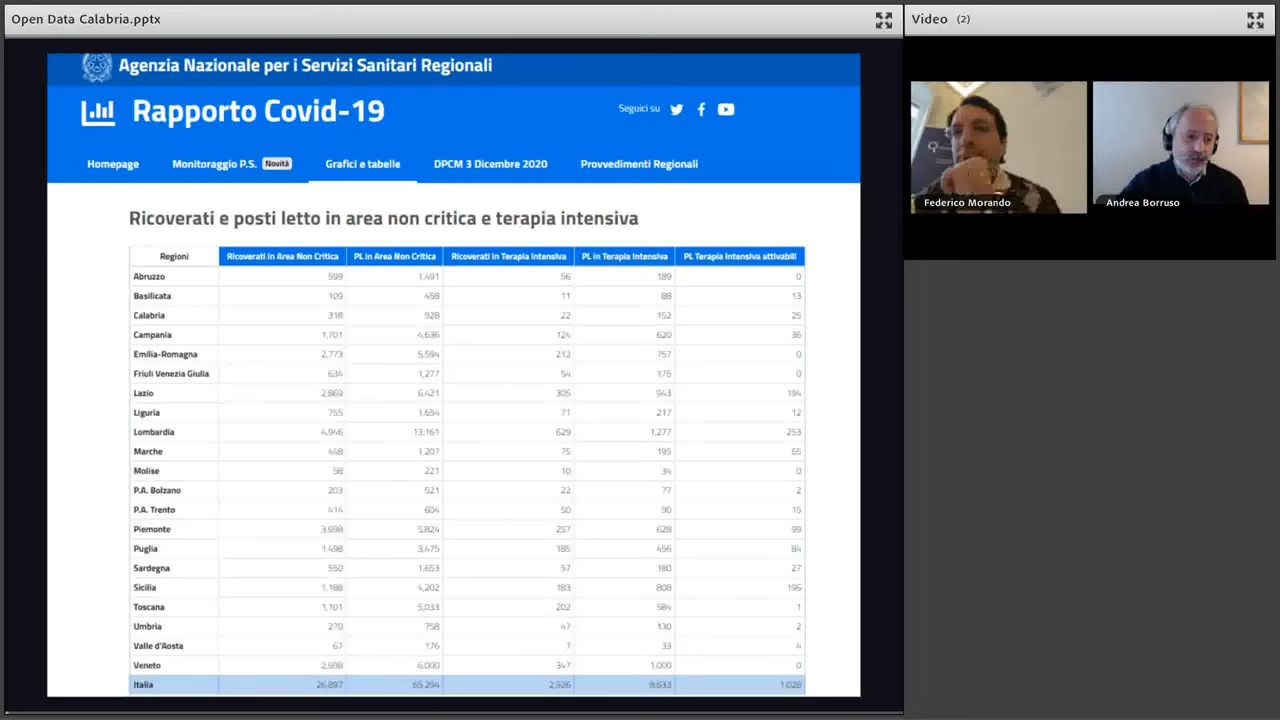 Open Data Calabria.pptx
Video (2)
Agenzia Nazionale per i Servizi Sanitari Regionali
Rapporto Covid-19
Seguici su
Homepage Monitoraggio P.S. Novità Grafici e tabelle DPCM 3 Dicembre 2020 Provvedimenti Regionali
Federico Morando
Andrea Borruso
Ricoverati e posti letto in area non critica e terapia intensiva
Regioni Ricoverati in Area Non Critica PL in Area Non Critica Ricoverati in Terapia Intensiva PL in Terapia Intensiva PL Terapia Intensiva attivabili
Abruzzo 599 1,491 56 189 0
Basilicata 109 458 11 88 13
Calabria 318 928 22 152 25
Campania 1,701 4,636 124 620 36
Emilia-Romagna 2,773 5,594 212 757 0
Friuli Venezia Giulia 634 1,277 54 175 0
Lazio 2,869 6,421 305 943 194
Liguria 755 1,654 71 217 12
Lombardia 4,946 13,161 629 1,277 253
Marche 448 1,207 75 195 65
Molise 58 221 10 34 0
P.A. Bolzano 203 521 22 77 2
P.A. Trento 414 604 50 90 15
Piemonte 3,698 5,824 257 628 99
Puglia 1,498 3,475 185 456 84
Sardegna 550 1,653 57 180 27
Sicilia 1,188 4,202 183 808 196
Toscana 1,101 5,033 202 584 1
Umbria 270 758 47 130 2
Valle d'Aosta 67 176 7 33 4
Veneto 2,698 6,000 347 1,000 0
Italia 26,897 65,294 2,926 8,633 1,028